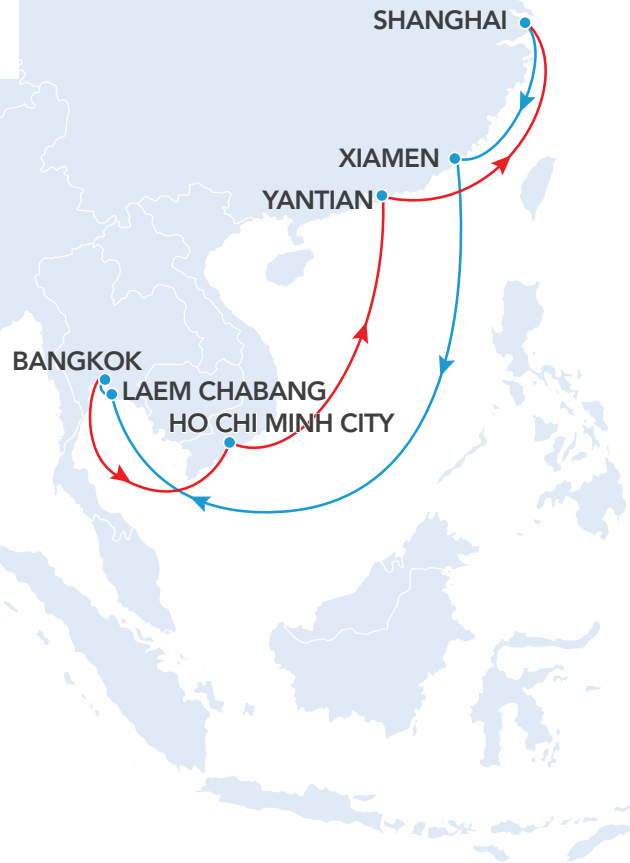 SHANGHAI
XIAMEN
YANTIAN
BANGKOK
LAEM CHABANG
HO CHI MINH CITY